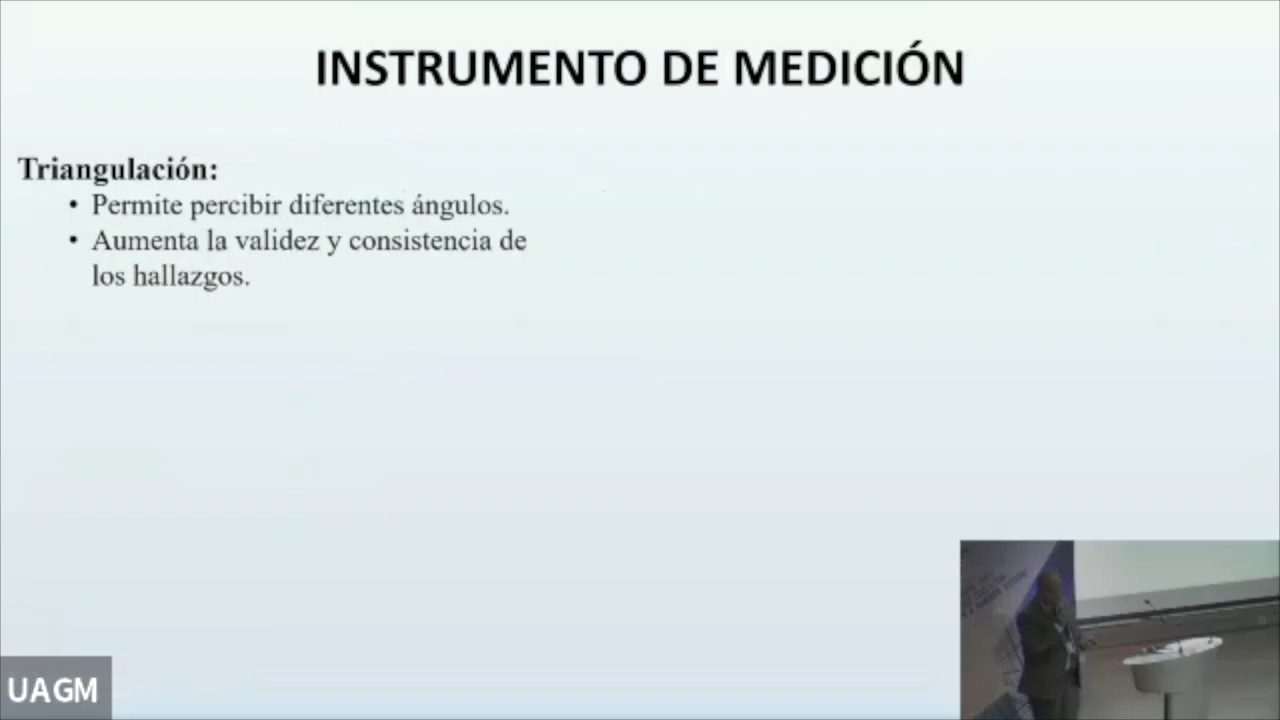 INSTRUMENTO DE MEDICIÓN
Triangulación:
• Permite percibir diferentes ángulos.
• Aumenta la validez y consistencia de
los hallazgos.
UAGM